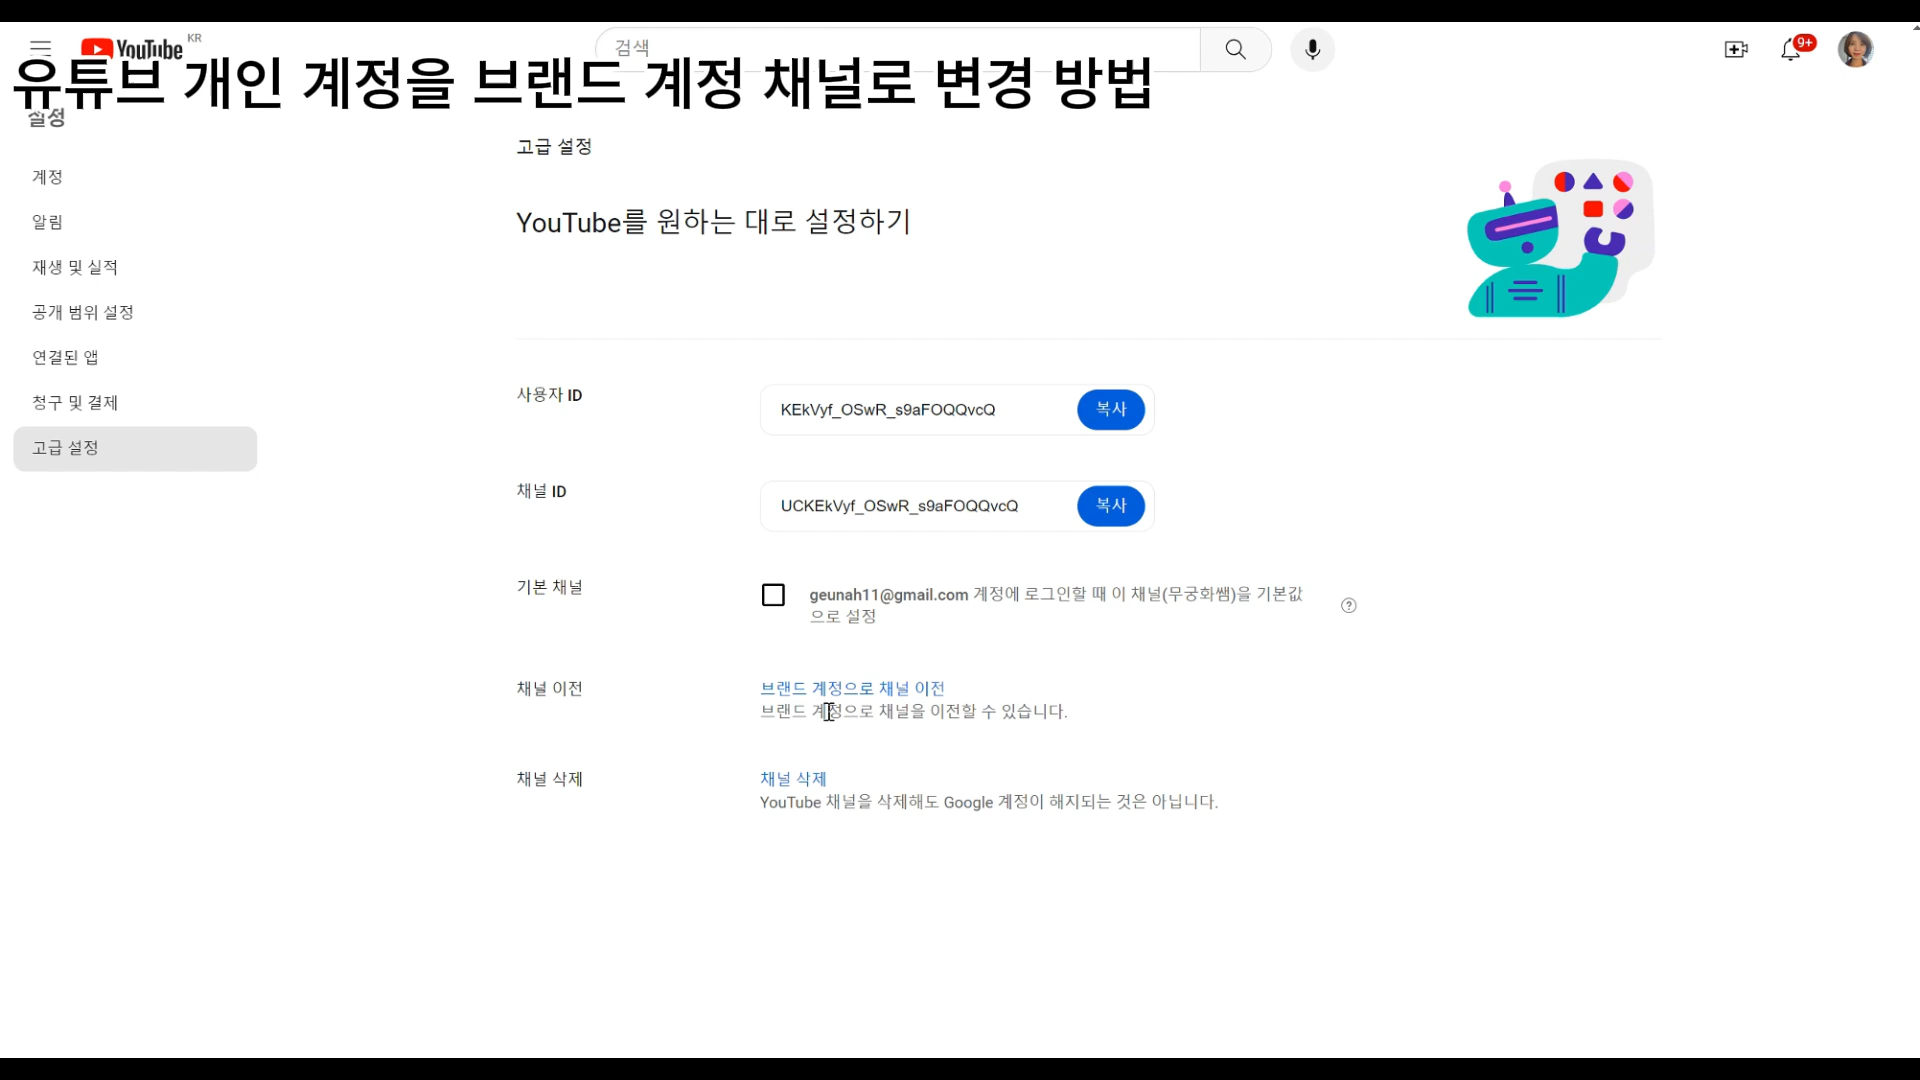 YouTube KR
검색
9+
유튜브 개인 계정을 브랜드 계정 채널로 변경 방법
설정
계정
알림
재생 및 실적
공개 범위 설정
연결된 앱
청구 및 결제
고급 설정
고급 설정
YouTube를 원하는 대로 설정하기
사용자 ID
KEkVyf_OSwR_s9aFOQQvcQ
복사
채널 ID
UCKEkVyf_OSwR_s9aFOQQvcQ
복사
기본 채널
geunah11@gmail.com 계정에 로그인할 때 이 채널(무궁화쌤)을 기본값
으로 설정
?
채널 이전
브랜드 계정으로 채널 이전
브랜드 계정으로 채널을 이전할 수 있습니다.
채널 삭제
채널 삭제
YouTube 채널을 삭제해도 Google 계정이 해지되는 것은 아닙니다.